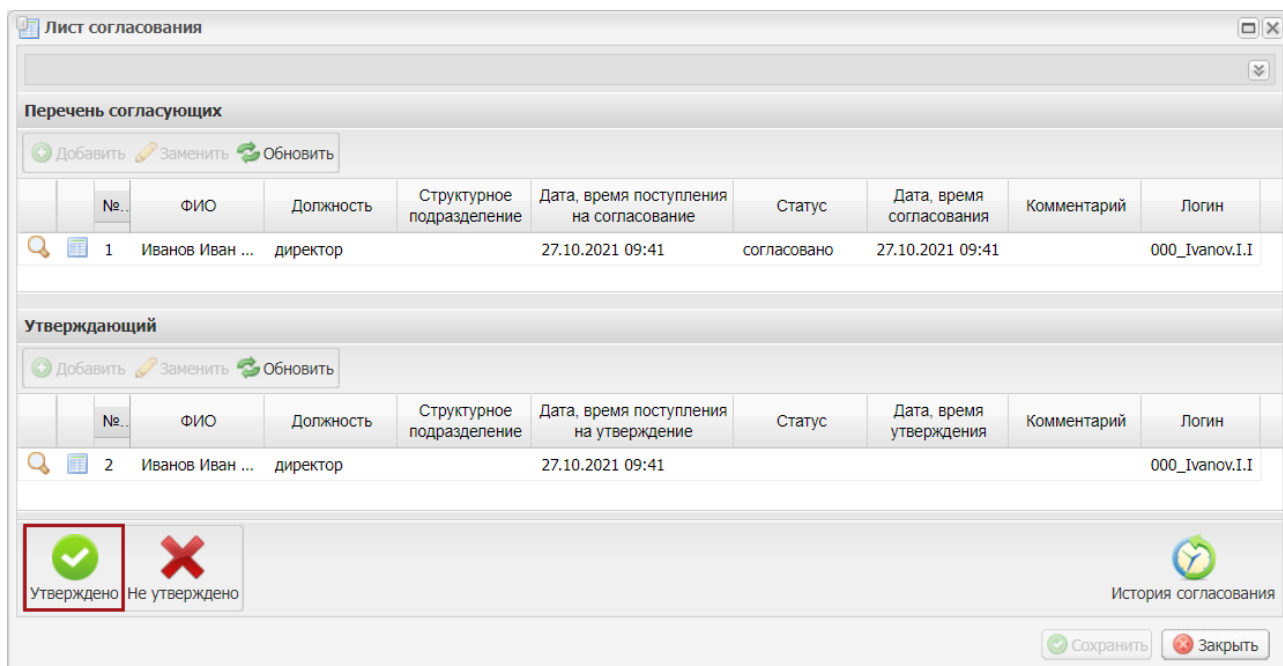 Лист согласования
Перечень согласующих
Добавить Заменить Обновить
№.. ФИО Должность Структурное подразделение Дата, время поступления на согласование Статус Дата, время согласования Комментарий Логин
1 Иванов Иван ... директор 27.10.2021 09:41 согласовано 27.10.2021 09:41 000_Ivanov.I.I
Утверждающий
Добавить Заменить Обновить
№.. ФИО Должность Структурное подразделение Дата, время поступления на утверждение Статус Дата, время утверждения Комментарий Логин
2 Иванов Иван ... директор 27.10.2021 09:41 000_Ivanov.I.I
Утверждено Не утверждено История согласования
Сохранить Закрыть